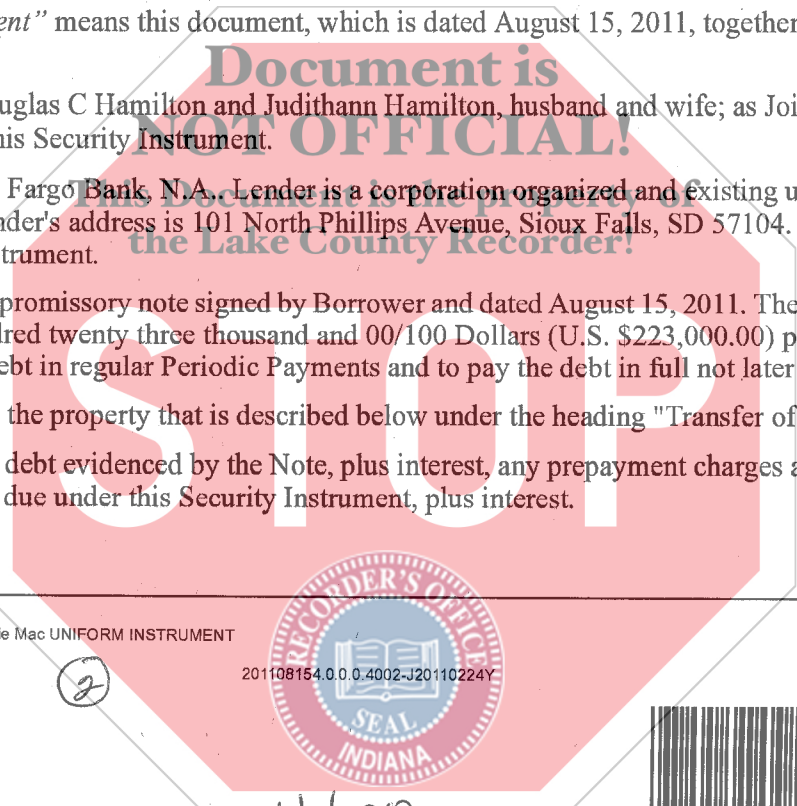 ent" means this document, which is dated August 15, 2011, together
Document is
uglas C Hamilton and Judithann Hamilton, husband and wife; as Joi
NOT OFFICIAL!
his Security Instrument.
Fargo Bank, N.A.. Lender is a corporation organized and existing u
This Document is the property of
nder's address is 101 North Phillips Avenue, Sioux Falls, SD 57104.
the Lake County Recorder!
trument.
promissory note signed by Borrower and dated August 15, 2011. The
dred twenty three thousand and 00/100 Dollars (U.S. $223,000.00) p
ebt in regular Periodic Payments and to pay the debt in full not later
STOP
the property that is described below under the heading "Transfer of
debt evidenced by the Note, plus interest, any prepayment charges a
due under this Security Instrument, plus interest.
RECORDER'S OFFICE
ie Mac UNIFORM INSTRUMENT
2
201108154.0.0.0.4002-J20110224Y
SEAL
INDIANA